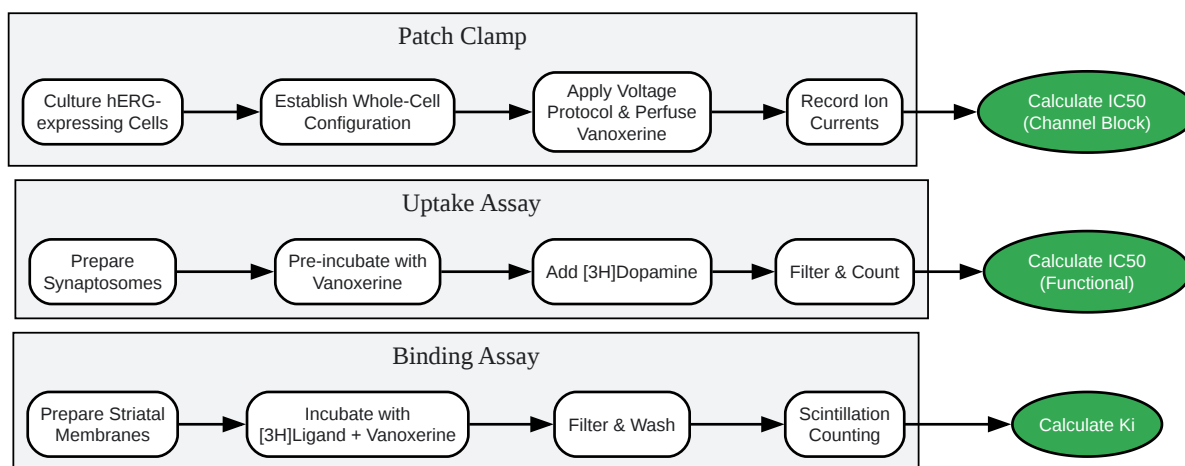 Patch Clamp
Culture hERG-
expressing Cells
Establish Whole-Cell
Configuration
Apply Voltage
Protocol & Perfuse
Vanoxerine
Record Ion
Currents
Calculate IC50
(Channel Block)
Uptake Assay
Prepare
Synaptosomes
Pre-incubate with
Vanoxerine
Add [3H]Dopamine
Filter & Count
Calculate IC50
(Functional)
Binding Assay
Prepare Striatal
Membranes
Incubate with
[3H]Ligand + Vanoxerine
Filter & Wash
Scintillation
Counting
Calculate Ki